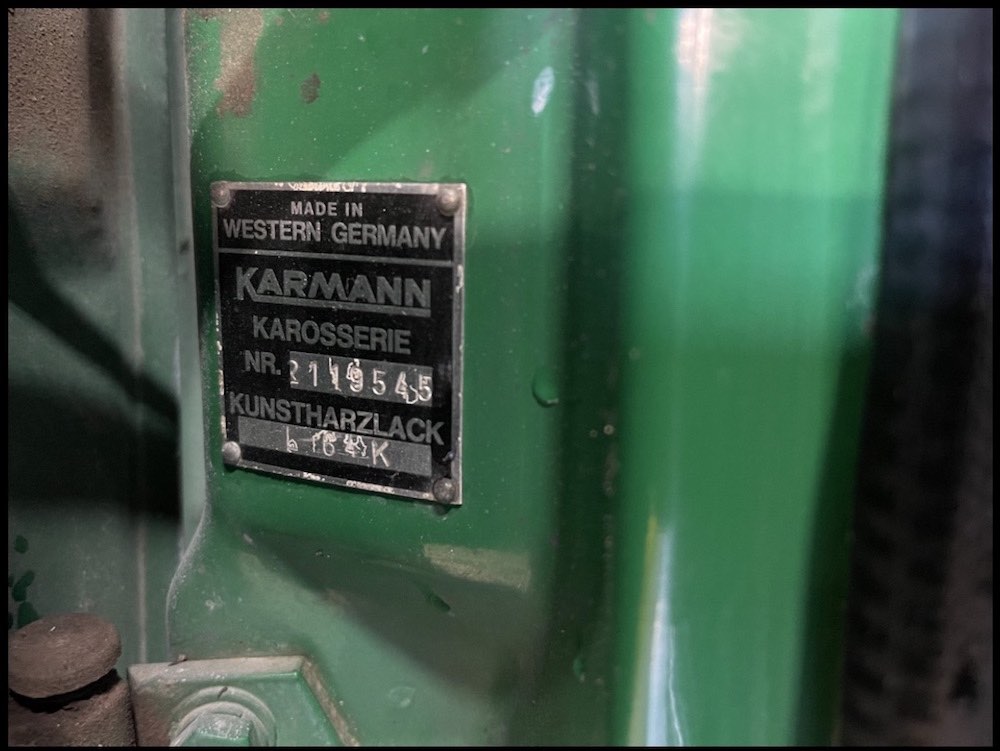 MADE IN
WESTERN GERMANY
KARMANN
KAROSSERIE
NR. 2119545
KUNSTHARZLACK